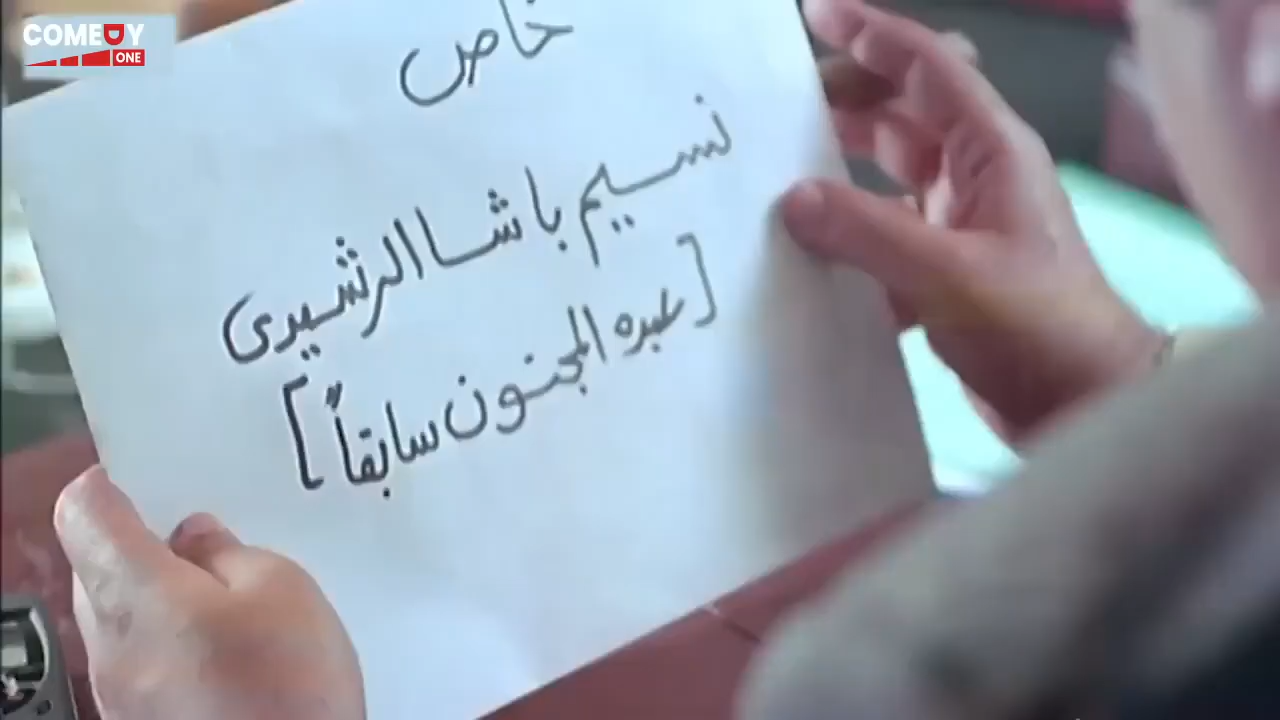 COMEDY
ONE
خاص
نسيم باشا الرشيدى
[عبده المجنون سابقاً]